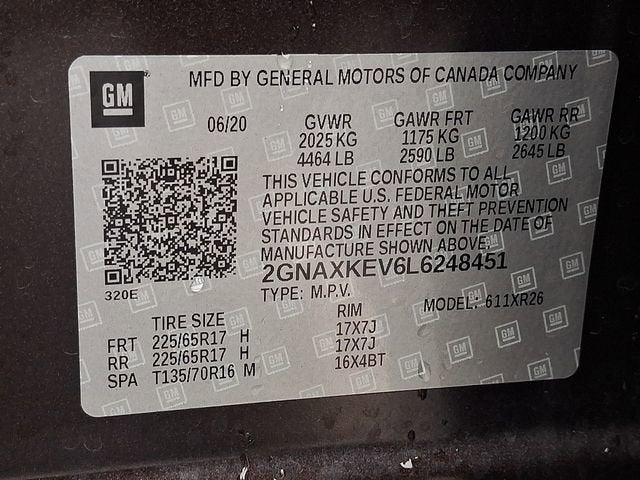 GM
MFD BY GENERAL MOTORS OF CANADA COMPANY
06/20 GVWR GAWR FRT GAWR RR
2025 KG 1175 KG 1200 KG
4464 LB 2590 LB 2645 LB
THIS VEHICLE CONFORMS TO ALL
APPLICABLE U.S. FEDERAL MOTOR
VEHICLE SAFETY AND THEFT PREVENTION
STANDARDS IN EFFECT ON THE DATE OF
MANUFACTURE SHOWN ABOVE.
2GNAXKEV6L6248451
320E
TYPE: M.P.V. MODEL: 611XR26
TIRE SIZE RIM
FRT 225/65R17 H 17X7J
RR 225/65R17 H 17X7J
SPA T135/70R16 M 16X4BT